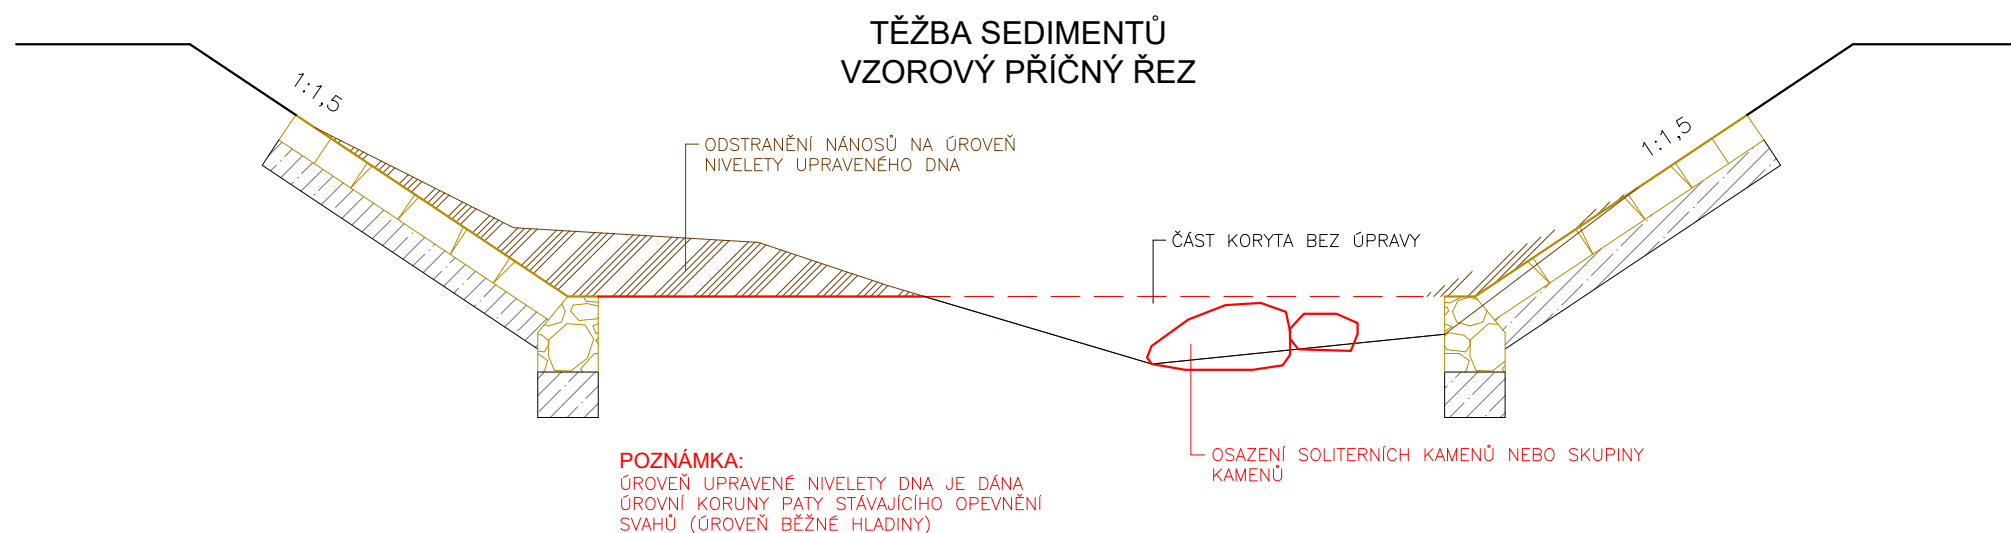 TĚŽBA SEDIMENTŮ
VZOROVÝ PŘÍČNÝ ŘEZ
1:1,5
1:1,5
ODSTRANĚNÍ NÁNOSŮ NA ÚROVEŇ
NIVELETY UPRAVENÉHO DNA
ČÁST KORYTA BEZ ÚPRAVY
OSAZENÍ SOLITERNÍCH KAMENŮ NEBO SKUPINY
KAMENŮ
POZNÁMKA:
ÚROVEŇ UPRAVENÉ NIVELETY DNA JE DÁNA
ÚROVNÍ KORUNY PATY STÁVAJÍCÍHO OPEVNĚNÍ
SVAHŮ (ÚROVEŇ BĚŽNÉ HLADINY)